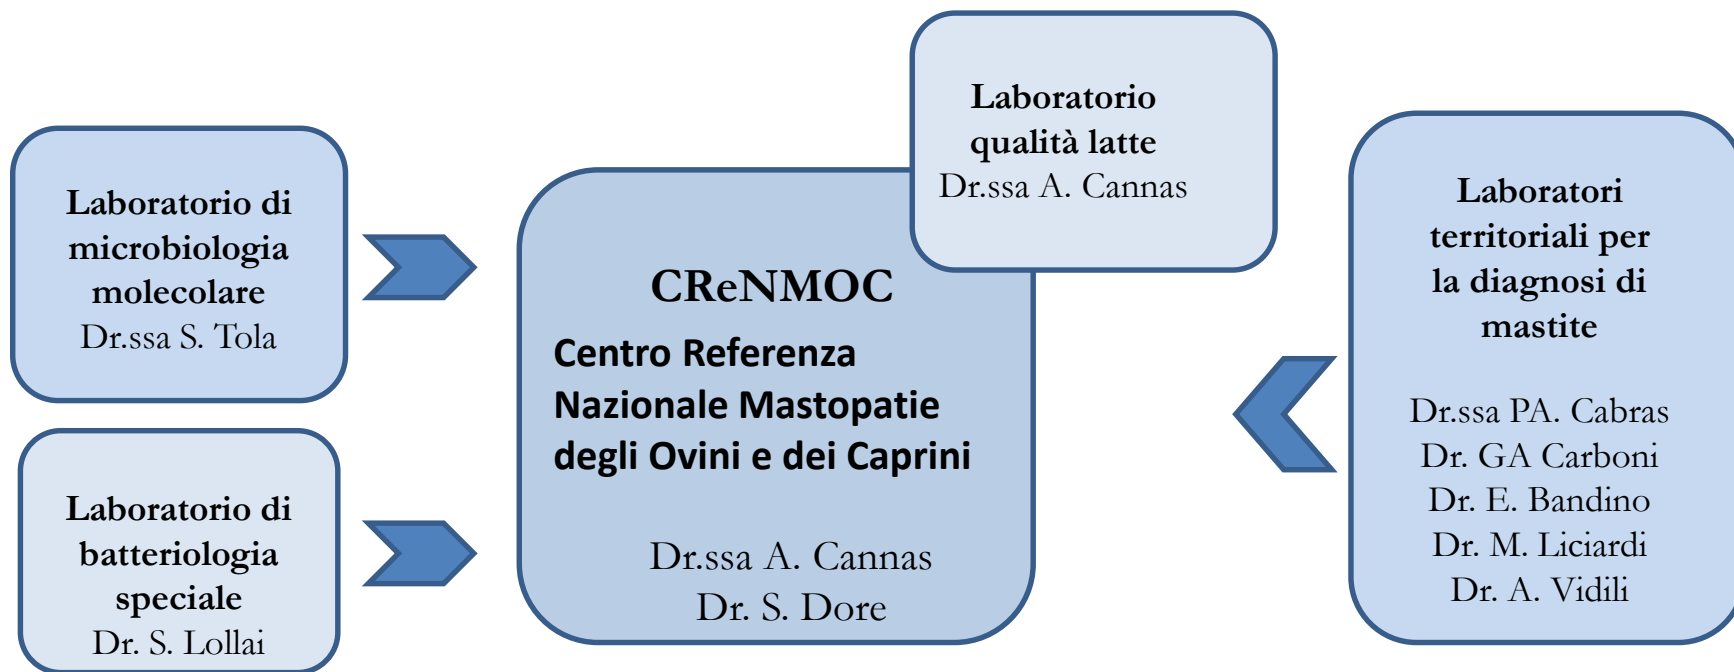 Laboratorio di
microbiologia
molecolare
Dr.ssa S. Tola
Laboratorio di
batteriologia
speciale
Dr. S. Lollai
CReNMOC
Centro Referenza
Nazionale Mastopatie
degli Ovini e dei Caprini
Dr.ssa A. Cannas
Dr. S. Dore
Laboratorio
qualità latte
Dr.ssa A. Cannas
Laboratori
territoriali per
la diagnosi di
mastite
Dr.ssa PA. Cabras
Dr. GA Carboni
Dr. E. Bandino
Dr. M. Liciardi
Dr. A. Vidili